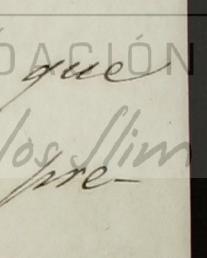 DACIÓN
que
los Slim
pre-